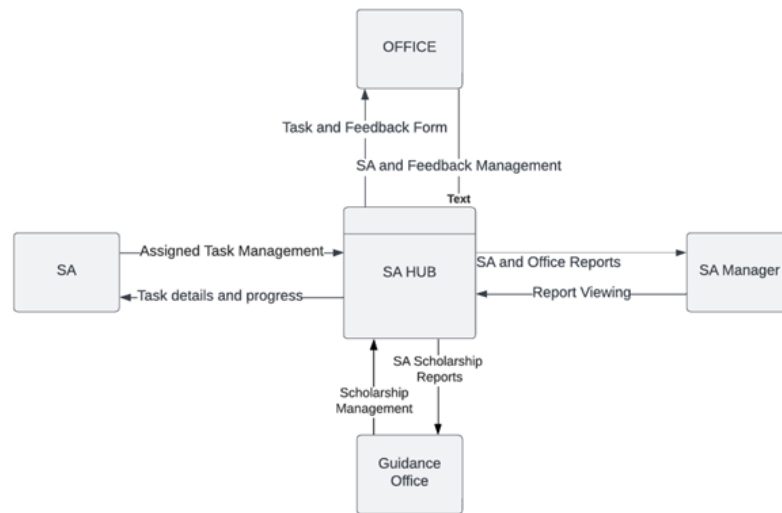 OFFICE
Task and Feedback Form
SA and Feedback Management
Text
SA
Assigned Task Management
Task details and progress
SA HUB
SA and Office Reports
Report Viewing
SA Manager
SA Scholarship
Reports
Scholarship
Management
Guidance
Office